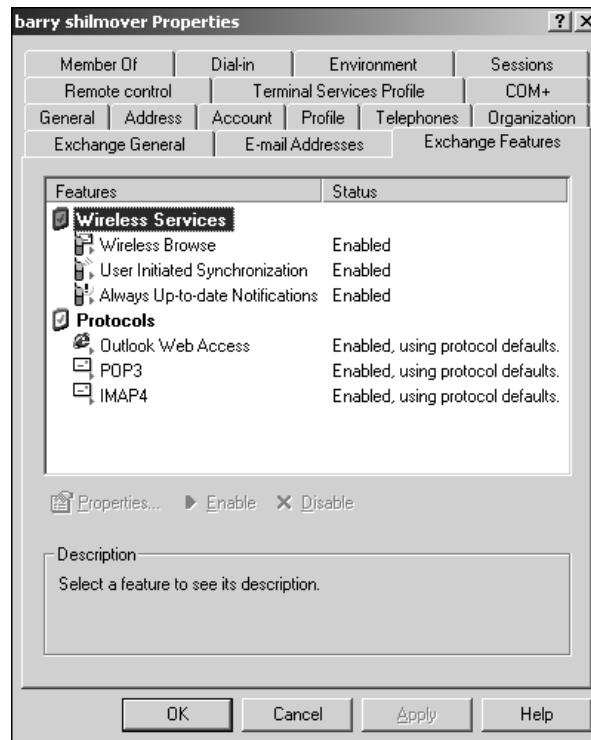 barry shilmover Properties
Member Of Dial-in Environment Sessions
Remote control Terminal Services Profile COM+
General Address Account Profile Telephones Organization
Exchange General E-mail Addresses Exchange Features
Features Status
Wireless Services
Wireless Browse Enabled
User Initiated Synchronization Enabled
Always Up-to-date Notifications Enabled
Protocols
Outlook Web Access Enabled, using protocol defaults.
POP3 Enabled, using protocol defaults.
IMAP4 Enabled, using protocol defaults.
Properties... Enable Disable
Description
Select a feature to see its description.
OK Cancel Apply Help